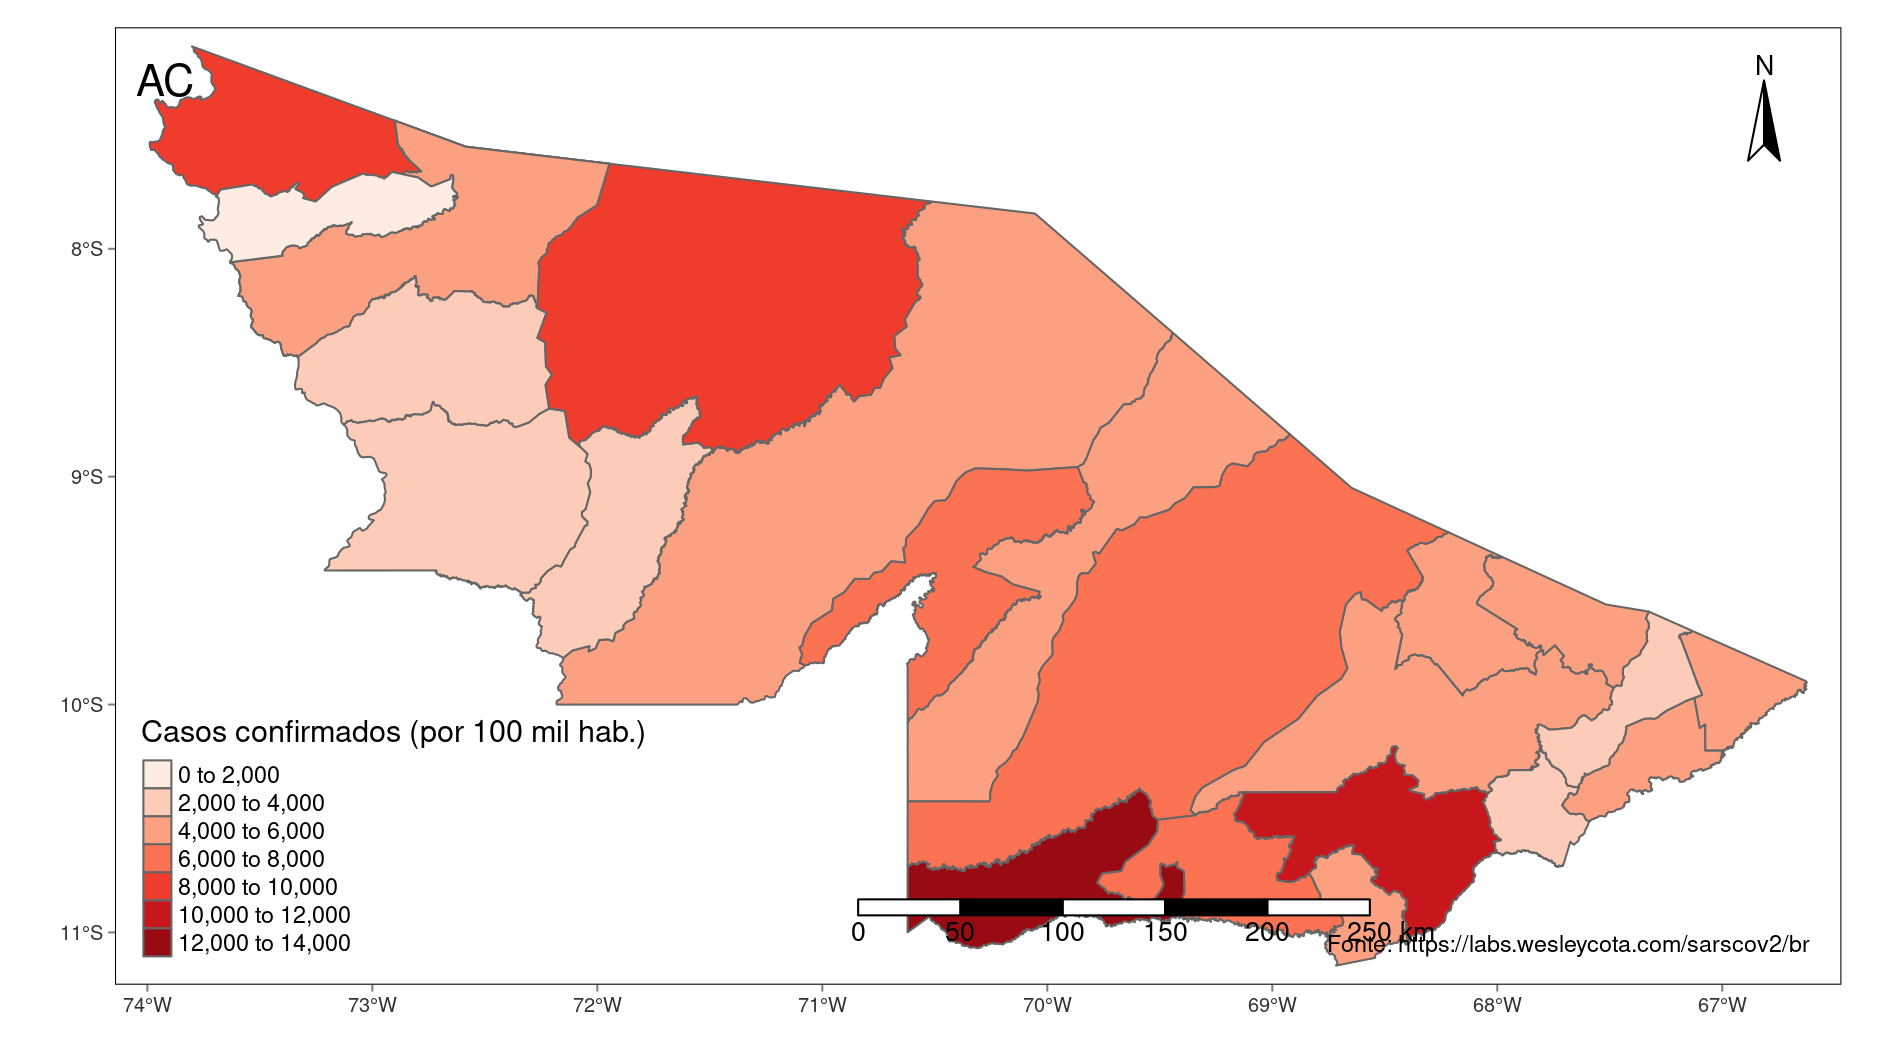 AC
N
8°S
9°S
10°S
11°S
Casos confirmados (por 100 mil hab.)
0 to 2,000
2,000 to 4,000
4,000 to 6,000
6,000 to 8,000
8,000 to 10,000
10,000 to 12,000
12,000 to 14,000
0 50 100 150 200 250 km
Fonte: https://labs.wesleycota.com/sarscov2/br
74°W 73°W 72°W 71°W 70°W 69°W 68°W 67°W